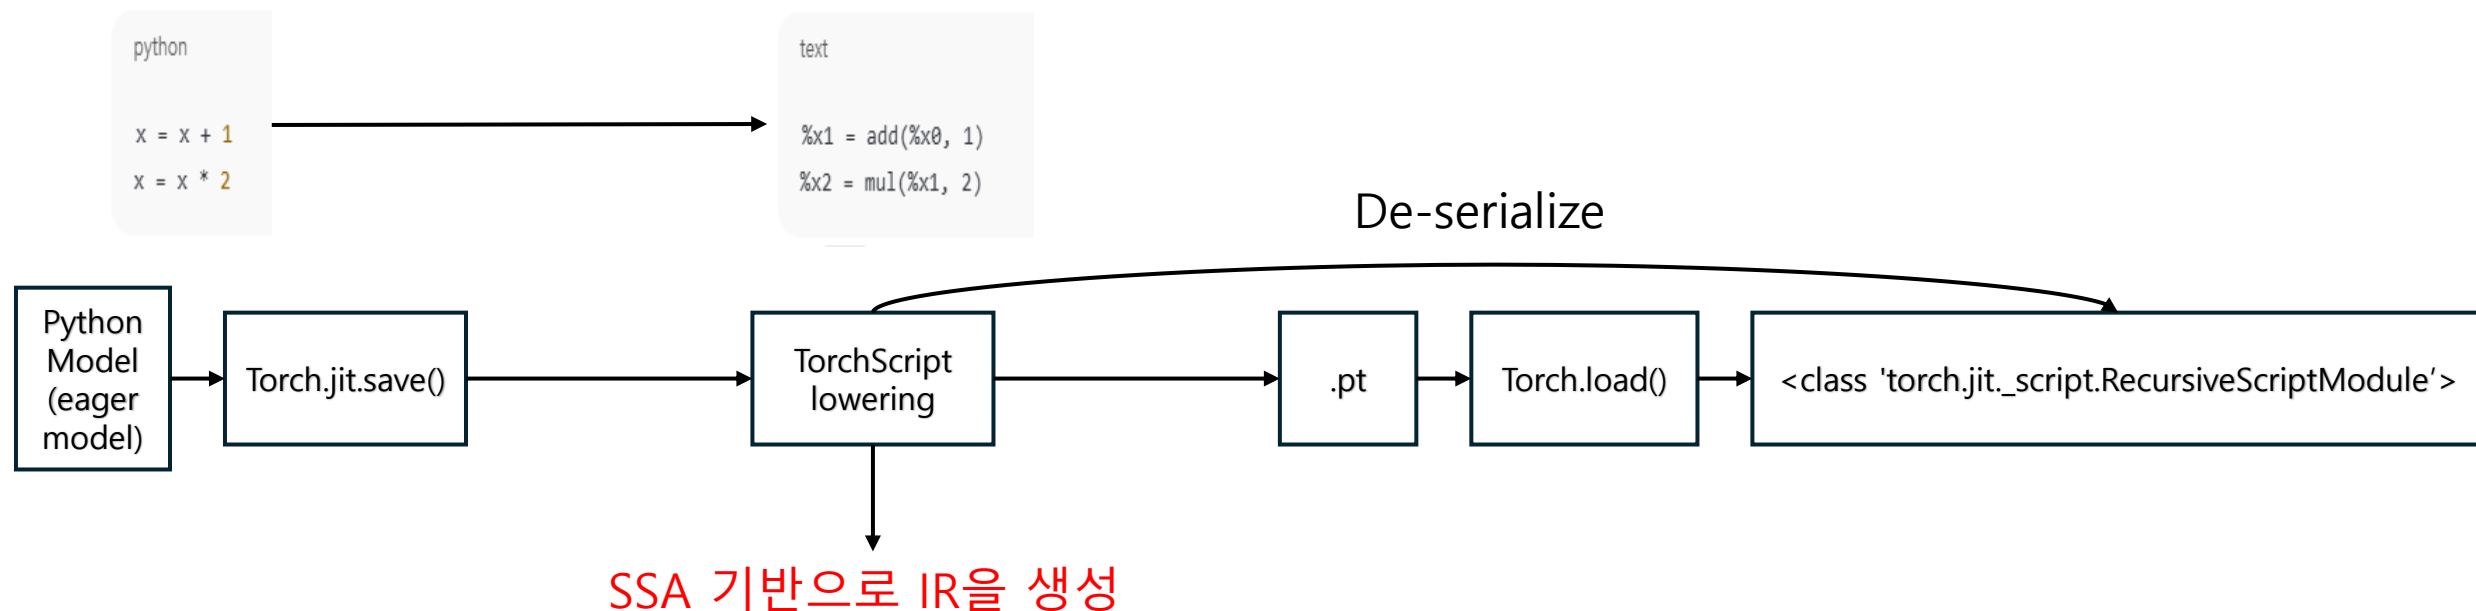 python
x = x + 1
x = x * 2
text
%x1 = add(%x0, 1)
%x2 = mul(%x1, 2)
De-serialize
Python
Model
(eager
model)
Torch.jit.save()
TorchScript
lowering
.pt
Torch.load()
<class 'torch.jit._script.RecursiveScriptModule’>
SSA 기반으로 IR을 생성